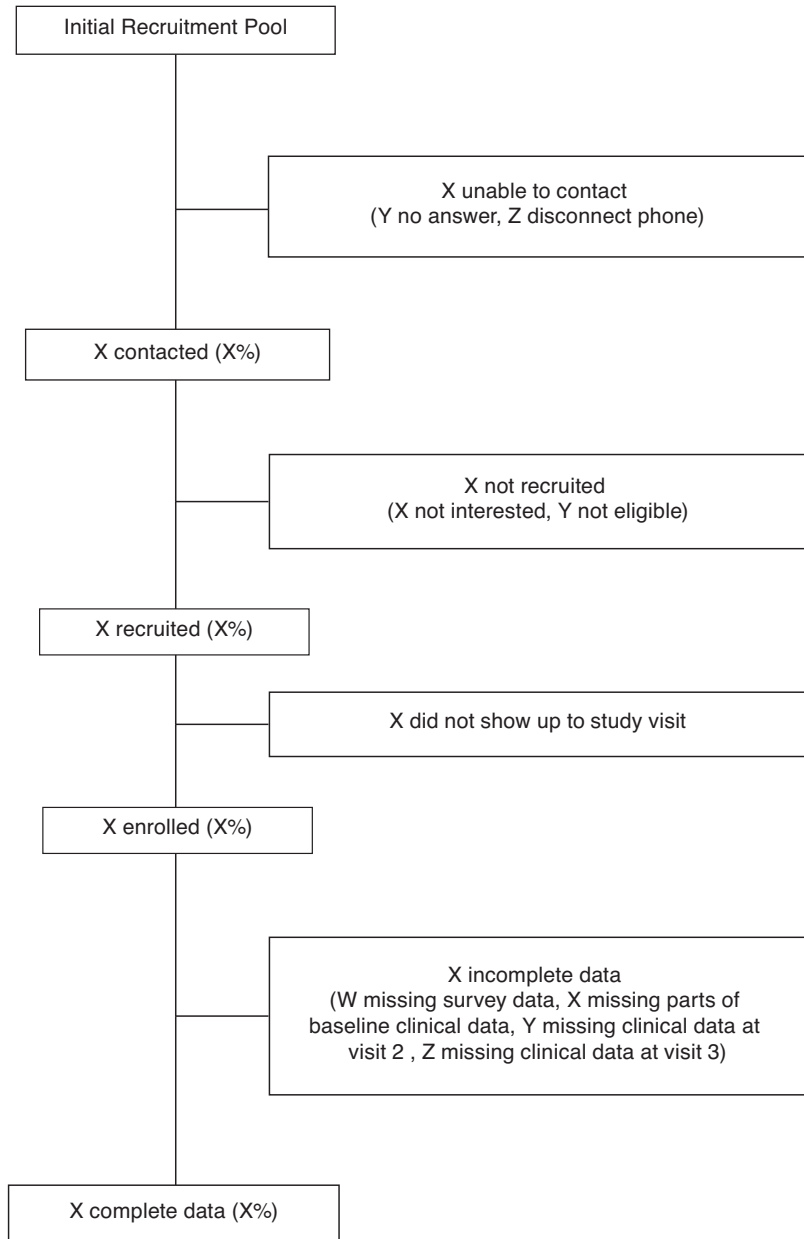 Initial Recruitment Pool
X unable to contact
(Y no answer, Z disconnect phone)
X contacted (X%)
X not recruited
(X not interested, Y not eligible)
X recruited (X%)
X did not show up to study visit
X enrolled (X%)
X incomplete data
(W missing survey data, X missing parts of
baseline clinical data, Y missing clinical data at
visit 2 , Z missing clinical data at visit 3)
X complete data (X%)